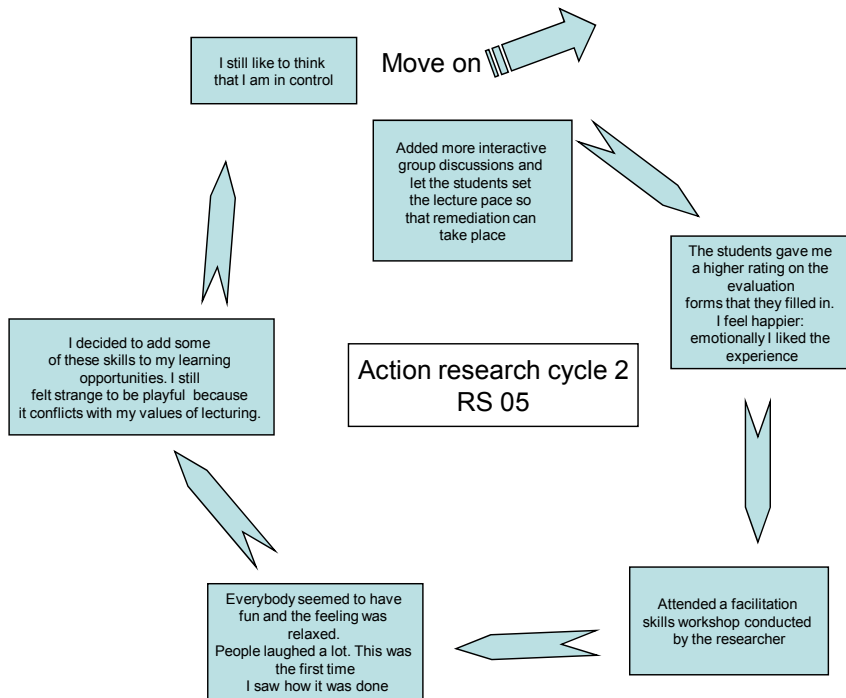 I still like to think
that I am in control
Move on
Added more interactive
group discussions and
let the students set
the lecture pace so
that remediation can
take place
The students gave me
a higher rating on the
evaluation
forms that they filled in.
I feel happier:
emotionally I liked the
experience
Attended a facilitation
skills workshop conducted
by the researcher
Everybody seemed to have
fun and the feeling was
relaxed.
People laughed a lot. This was
the first time
I saw how it was done
I decided to add some
of these skills to my learning
opportunities. I still
felt strange to be playful because
it conflicts with my values of lecturing.
Action research cycle 2
RS 05